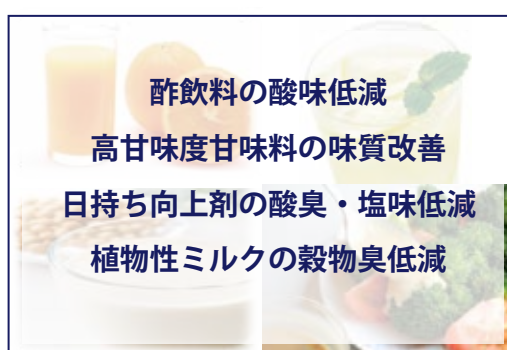 酢飲料の酸味低減
高甘味度甘味料の味質改善
日持ち向上剤の酸臭・塩味低減
植物性ミルクの穀物臭低減